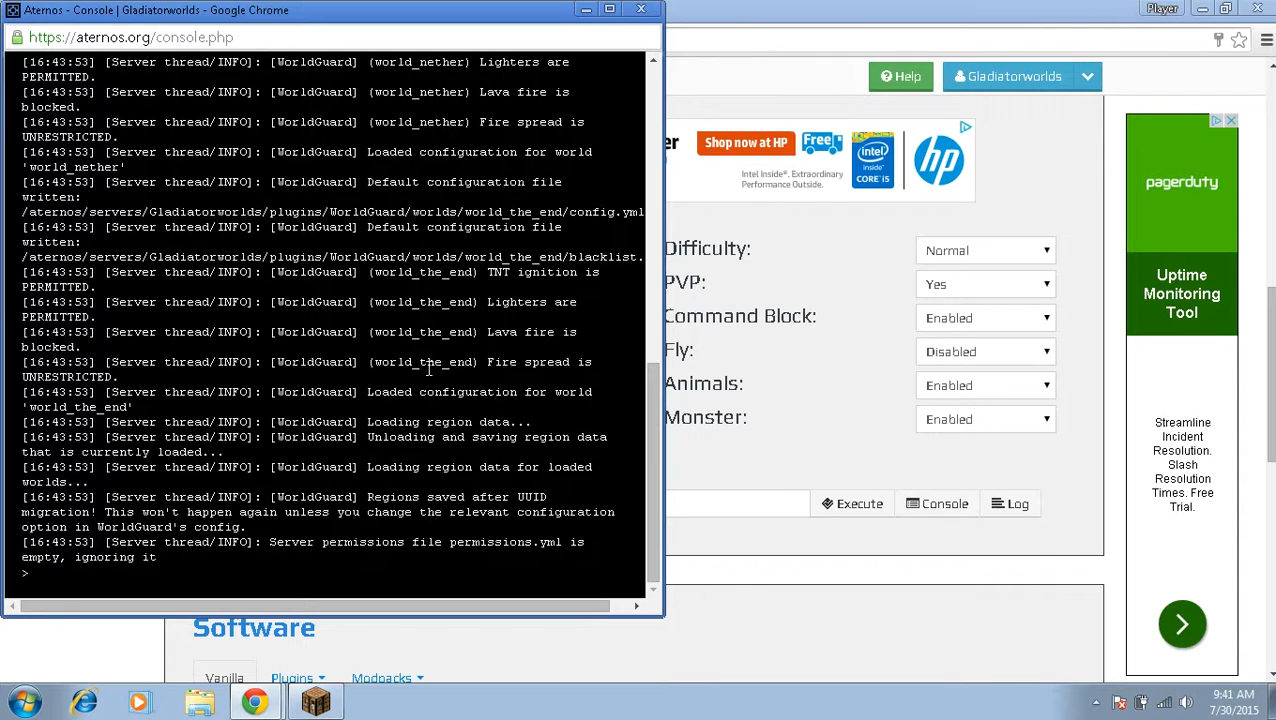 Aternos - Console | Gladiatorworlds - Google Chrome
https://aternos.org/console.php
[16:43:53] [Server thread/INFO]: [WorldGuard] (world_nether) Lighters are
PERMITTED.
[16:43:53] [Server thread/INFO]: [WorldGuard] (world_nether) Lava fire is
blocked.
[16:43:53] [Server thread/INFO]: [WorldGuard] (world_nether) Fire spread is
UNRESTRICTED.
[16:43:53] [Server thread/INFO]: [WorldGuard] Loaded configuration for world
'world_nether'
[16:43:53] [Server thread/INFO]: [WorldGuard] Default configuration file
written:
/aternos/servers/Gladiatorworlds/plugins/WorldGuard/worlds/world_the_end/config.yml
[16:43:53] [Server thread/INFO]: [WorldGuard] Default configuration file
written:
/aternos/servers/Gladiatorworlds/plugins/WorldGuard/worlds/world_the_end/blacklist.
[16:43:53] [Server thread/INFO]: [WorldGuard] (world_the_end) TNT ignition is
PERMITTED.
[16:43:53] [Server thread/INFO]: [WorldGuard] (world_the_end) Lighters are
PERMITTED.
[16:43:53] [Server thread/INFO]: [WorldGuard] (world_the_end) Lava fire is
blocked.
[16:43:53] [Server thread/INFO]: [WorldGuard] (world_the_end) Fire spread is
UNRESTRICTED.
[16:43:53] [Server thread/INFO]: [WorldGuard] Loaded configuration for world
'world_the_end'
[16:43:53] [Server thread/INFO]: [WorldGuard] Loading region data...
[16:43:53] [Server thread/INFO]: [WorldGuard] Unloading and saving region data
that is currently loaded...
[16:43:53] [Server thread/INFO]: [WorldGuard] Loading region data for loaded
worlds...
[16:43:53] [Server thread/INFO]: [WorldGuard] Regions saved after UUID
migration! This won't happen again unless you change the relevant configuration
option in WorldGuard's config.
[16:43:53] [Server thread/INFO]: Server permissions file permissions.yml is
empty, ignoring it
>
Player
Help
Gladiatorworlds
Shop now at HP
Free
intel
inside
CORE i5
hp
Intel Inside®. Extraordinary
Performance Outside.
Difficulty: Normal
PVP: Yes
Command Block: Enabled
Fly: Disabled
Animals: Enabled
Monster: Enabled
Execute Console Log
Software
Vanilla Plugins Modpacks
pagerduty
Uptime
Monitoring
Tool
Streamline
Incident
Resolution.
Slash
Resolution
Times. Free
Trial.
9:41 AM
7/30/2015